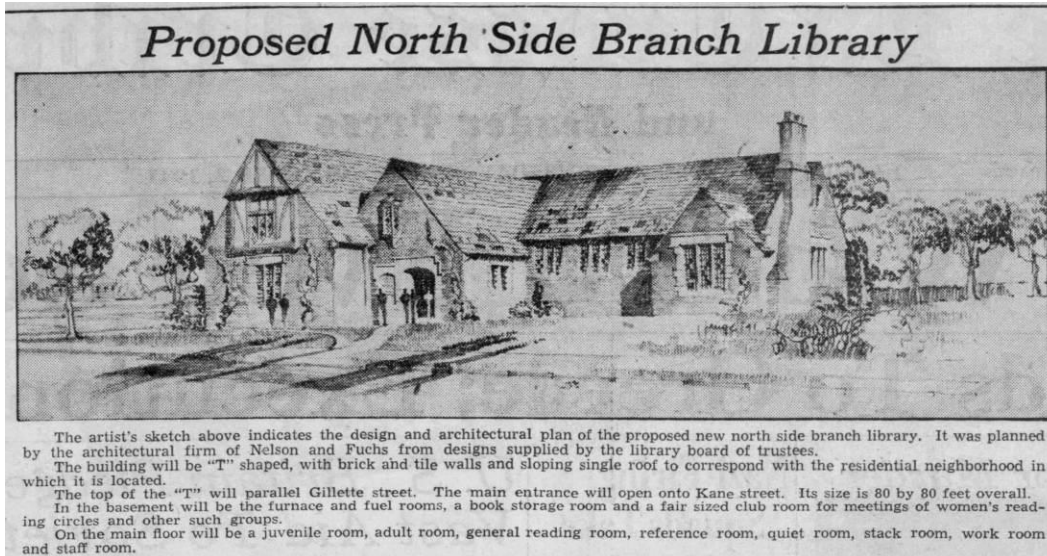 Proposed North Side Branch Library
The artist's sketch above indicates the design and architectural plan of the proposed new north side branch library. It was planned
by the architectural firm of Nelson and Fuchs from designs supplied by the library board of trustees.
The building will be "T" shaped, with brick and tile walls and sloping single roof to correspond with the residential neighborhood in
which it is located.
The top of the "T" will parallel Gillette street. The main entrance will open onto Kane street. Its size is 80 by 80 feet overall.
In the basement will be the furnace and fuel rooms, a book storage room and a fair sized club room for meetings of women's read-
ing circles and other such groups.
On the main floor will be a juvenile room, adult room, general reading room, reference room, quiet room, stack room, work room
and staff room.